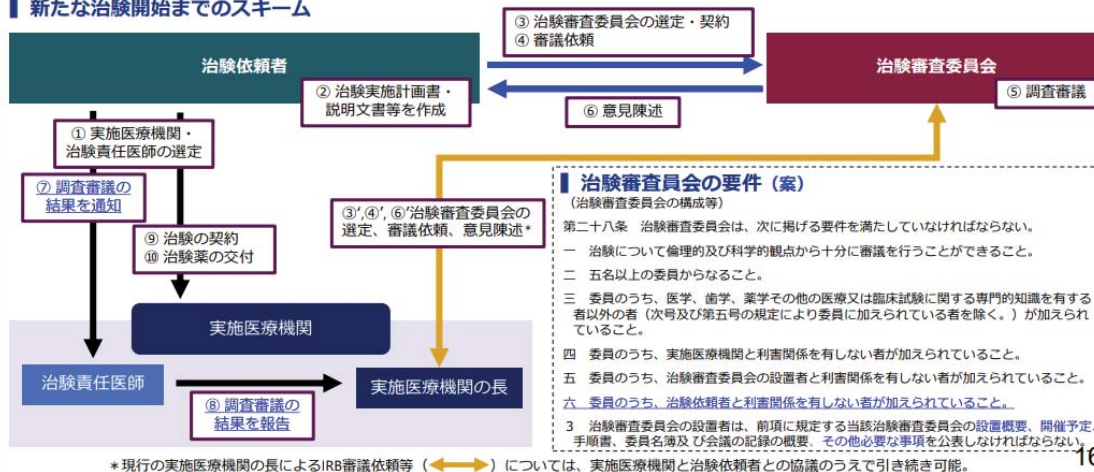 新たな治験開始までのスキーム
③ 治験審査委員会の選定・契約
④ 審議依頼
治験依頼者
治験審査委員会
② 治験実施計画書・
説明文書等を作成
⑤ 調査審議
⑥ 意見陳述
① 実施医療機関・
治験責任医師の選定
⑦ 調査審議の
結果を通知
③’,④’, ⑥’治験審査委員会の
選定、審議依頼、意見陳述*
⑨ 治験の契約
⑩ 治験薬の交付
実施医療機関
治験責任医師
実施医療機関の長
⑧ 調査審議の
結果を報告
治験審査員会の要件（案）
（治験審査委員会の構成等）
第二十八条　治験審査委員会は、次に掲げる要件を満たしていなければならない。
一　治験について倫理的及び科学的観点から十分に審議を行うことができること。
二　五名以上の委員からなること。
三　委員のうち、医学、歯学、薬学その他の医療又は臨床試験に関する専門的知識を有する
者以外の者（次号及び第五号の規定により委員に加えられている者を除く。）が加えられ
ていること。
四　委員のうち、実施医療機関と利害関係を有しない者が加えられていること。
五　委員のうち、治験審査委員会の設置者と利害関係を有しない者が加えられていること。
六　委員のうち、治験依頼者と利害関係を有しない者が加えられていること。
3　治験審査委員会の設置者は、前項に規定する当該治験審査委員会の設置概要、開催予定、
手順書、委員名簿及 び会議の記録の概要、その他必要な事項を公表しなければならない。
16
*現行の実施医療機関の長によるIRB審議依頼等（　　）については、実施医療機関と治験依頼者との協議のうえで引き続き可能。